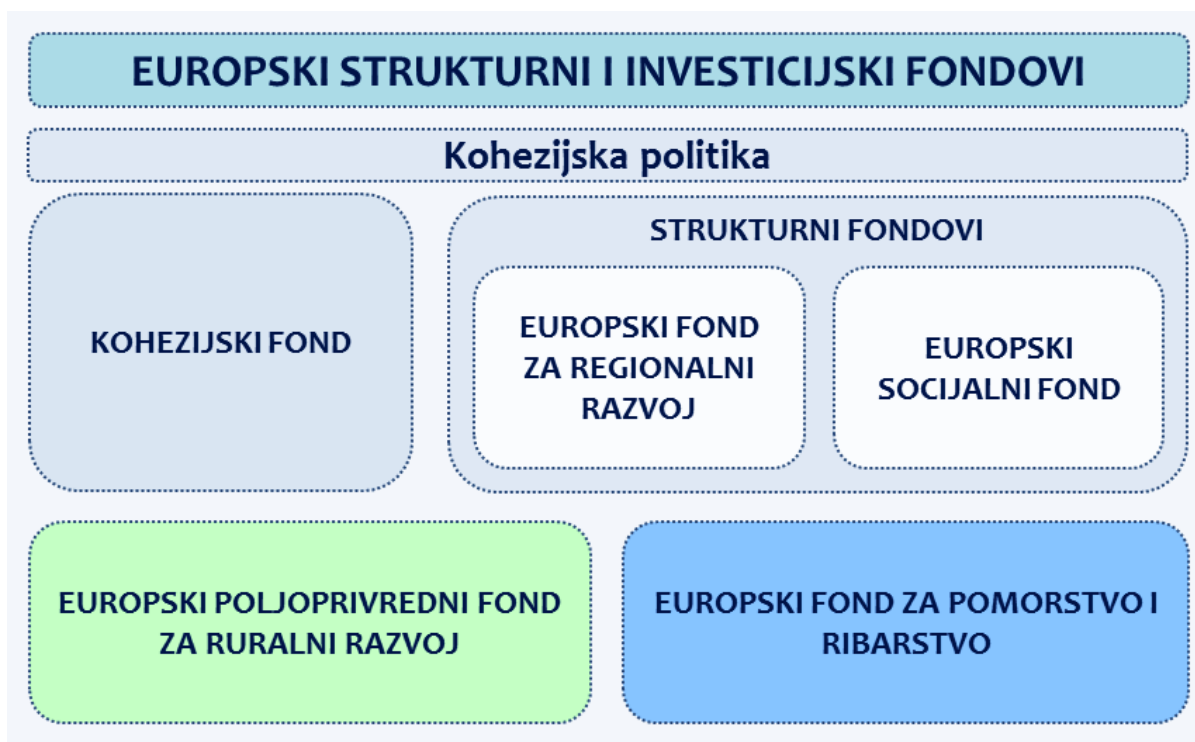 EUROPSKI STRUKTURNI I INVESTICIJSKI FONDOVI
Kohezijska politika
KOHEZIJSKI FOND
STRUKTURNI FONDOVI
EUROPSKI FOND
ZA REGIONALNI
RAZVOJ
EUROPSKI
SOCIJALNI FOND
EUROPSKI POLJOPRIVREDNI FOND
ZA RURALNI RAZVOJ
EUROPSKI FOND ZA POMORSTVO I
RIBARSTVO